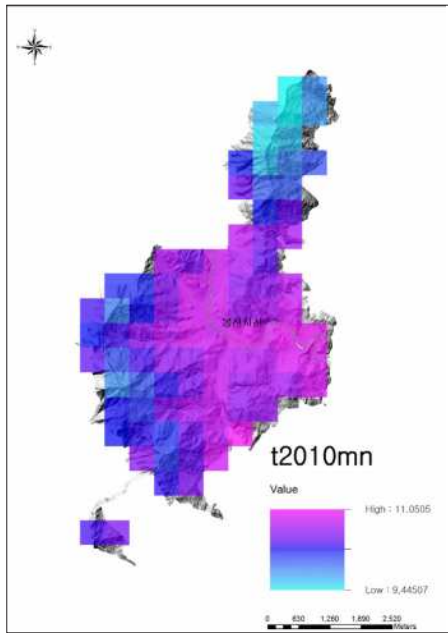 t2010mn
Value
High : 11.0505
Low : 9.44507
0 630 1,260 1,890 2,520
Meters